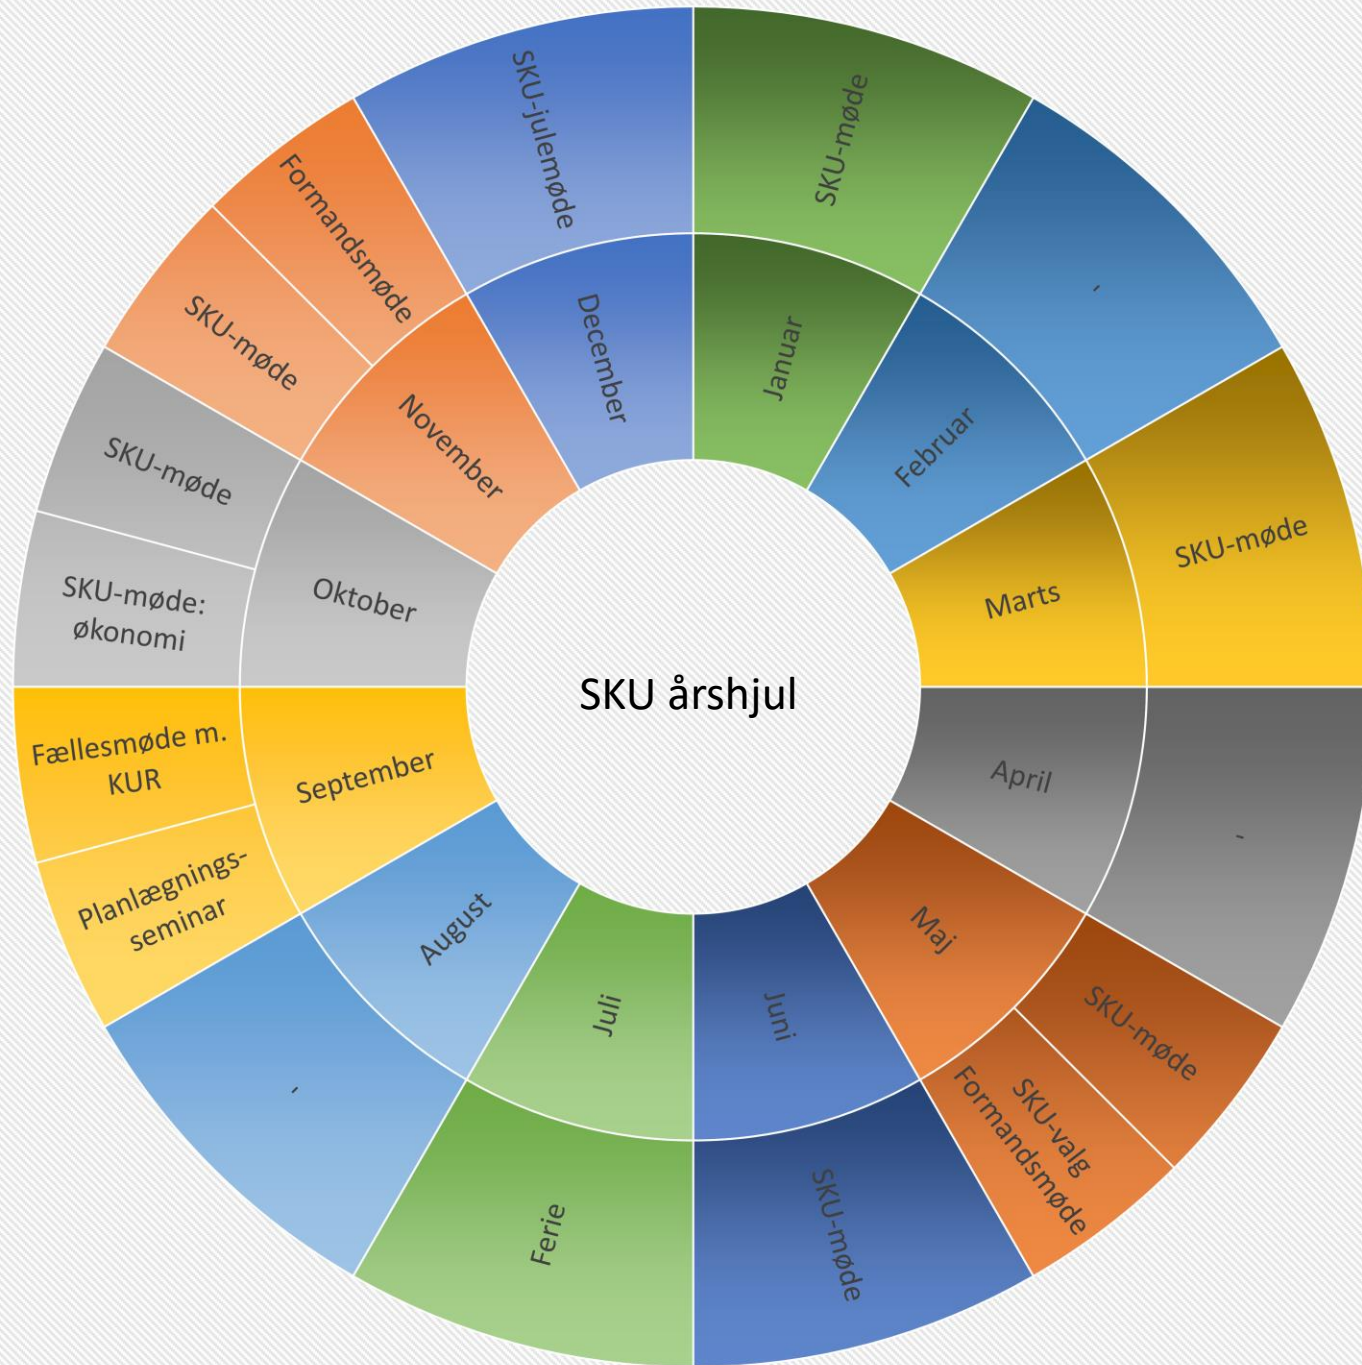 SKU årshjul
Januar
SKU-møde
Februar
-
Marts
SKU-møde
April
-
Maj
SKU-møde
SKU-valg
Formandsmøde
Juni
SKU-møde
Juli
Ferie
August
-
September
Planlægnings-
seminar
Fællesmøde m.
KUR
Oktober
SKU-møde:
økonomi
SKU-møde
November
SKU-møde
Formandsmøde
December
SKU-julemøde